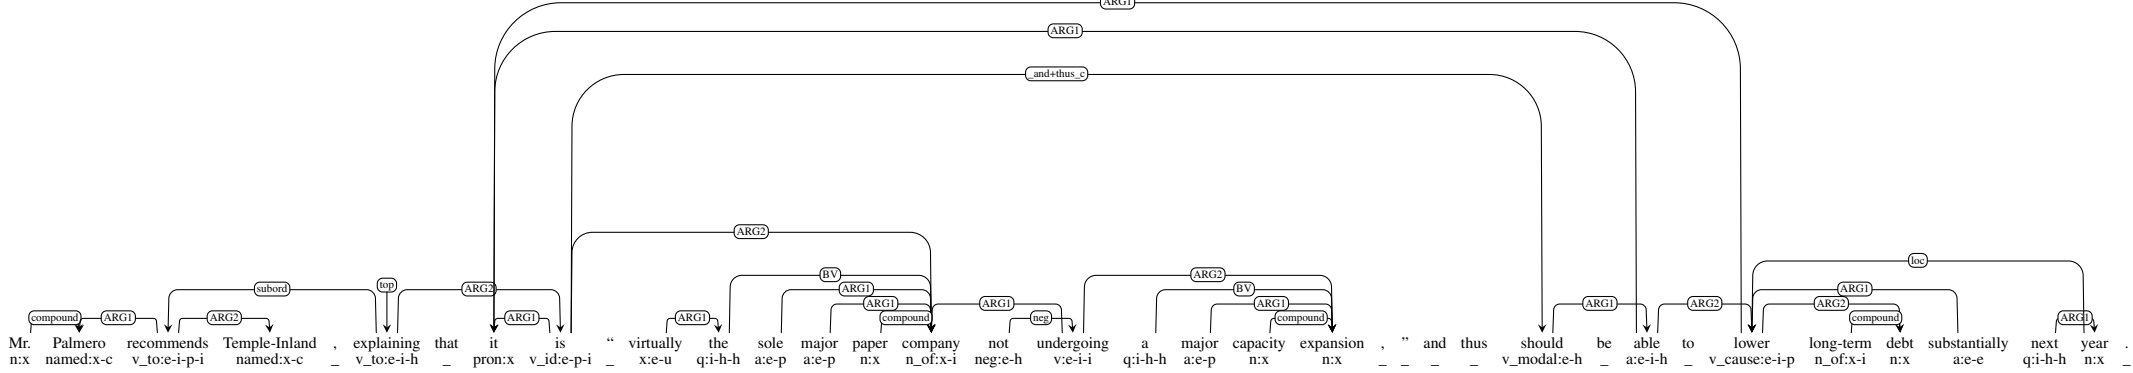 ARG1
ARG1
_and+thus_c
ARG2
loc
BV ARG2
subord top ARG2 ARG1 BV ARG1
ARG1 ARG1 ARG1 ARG1 ARG2 ARG2
compound ARG1 ARG2 ARG1 ARG1 compound neg compound compound ARG1
Mr. Palmero recommends Temple-Inland , explaining that it is “ virtually the sole major paper company not undergoing a major capacity expansion , ” and thus should be able to lower long-term debt substantially next year .
n:x named:x-c v_to:e-i-p-i named:x-c _ v_to:e-i-h _ pron:x v_id:e-p-i _ x:e-u q:i-h-h a:e-p a:e-p n:x n_of:x-i neg:e-h v:e-i-i q:i-h-h a:e-p n:x n:x _ _ _ _ v_modal:e-h _ a:e-i-h _ v_cause:e-i-p n_of:x-i n:x a:e-e q:i-h-h n:x _